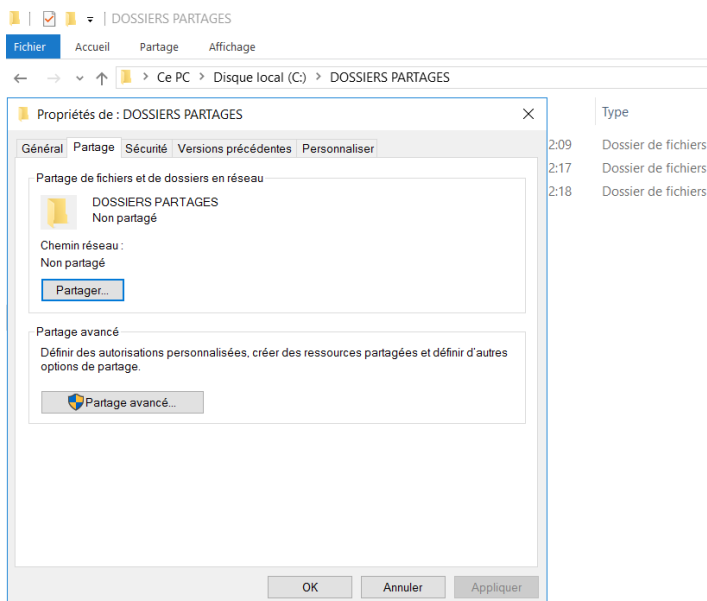 DOSSIERS PARTAGES
Fichier Accueil Partage Affichage
Ce PC > Disque local (C:) > DOSSIERS PARTAGES
Propriétés de : DOSSIERS PARTAGES
Type
Général Partage Sécurité Versions précédentes Personnaliser
2:09 Dossier de fichiers
2:17 Dossier de fichiers
2:18 Dossier de fichiers
Partage de fichiers et de dossiers en réseau
DOSSIERS PARTAGES
Non partagé
Chemin réseau :
Non partagé
Partager...
Partage avancé
Définir des autorisations personnalisées, créer des ressources partagées et définir d'autres
options de partage.
Partage avancé...
OK Annuler Appliquer